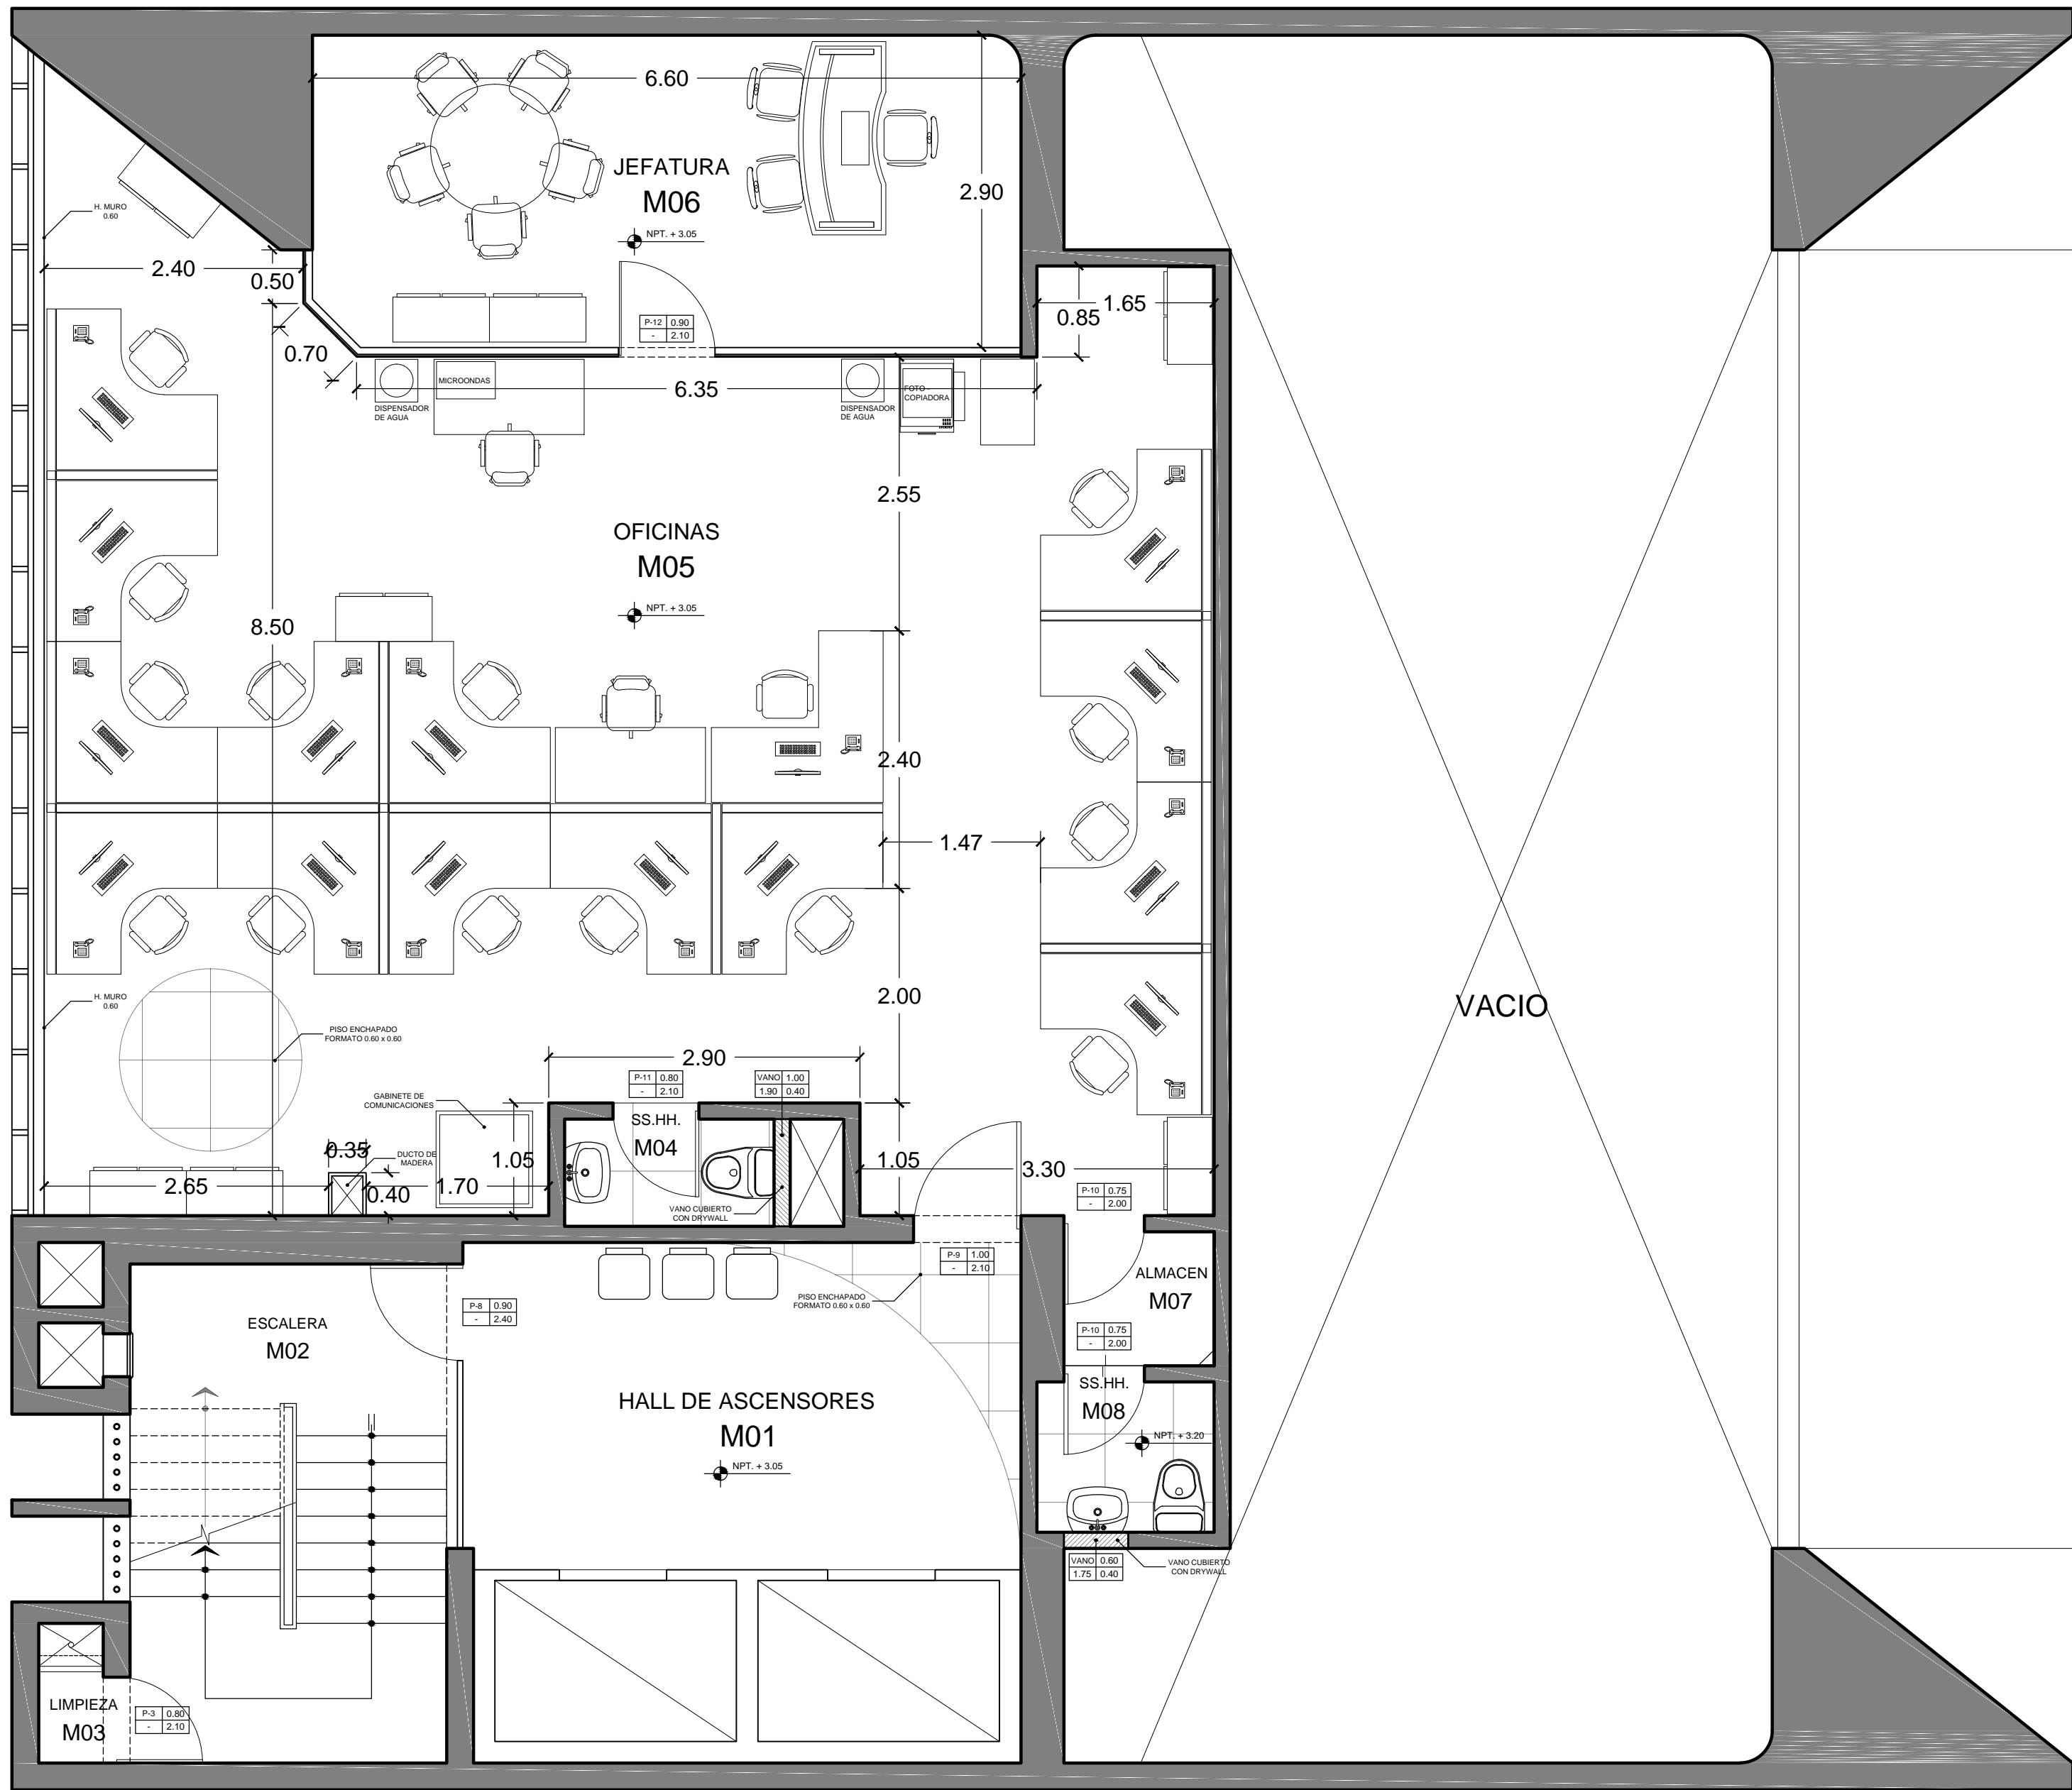 6.60
JEFATURA
M06
2.90
NPT. + 3.05
H. MURO
0.60
2.40
0.50
0.70
P-12 0.90
- 2.10
1.65
0.85
MICROONDAS
6.35
FOTO -
COPIADORA
DISPENSADOR
DE AGUA
DISPENSADOR
DE AGUA
2.55
OFICINAS
M05
NPT. + 3.05
8.50
2.40
1.47
2.00
H. MURO
0.60
PISO ENCHAPADO
FORMATO 0.60 x 0.60
VACIO
2.90
P-11 0.80
- 2.10
VANO 1.00
1.90 0.40
GABINETE DE
COMUNICACIONES
SS.HH.
M04
0.35
DUCTO DE
MADERA
1.05
1.05
3.30
2.65
0.40
1.70
VANO CUBIERTO
CON DRYWALL
P-10 0.75
- 2.00
P-9 1.00
- 2.10
PISO ENCHAPADO
FORMATO 0.60 x 0.60
ALMACEN
M07
P-8 0.90
- 2.40
ESCALERA
M02
P-10 0.75
- 2.00
SS.HH.
M08
HALL DE ASCENSORES
M01
NPT. + 3.05
NPT. + 3.20
VANO 0.60
1.75 0.40
VANO CUBIERTO
CON DRYWALL
LIMPIEZA
M03
P-3 0.80
- 2.10